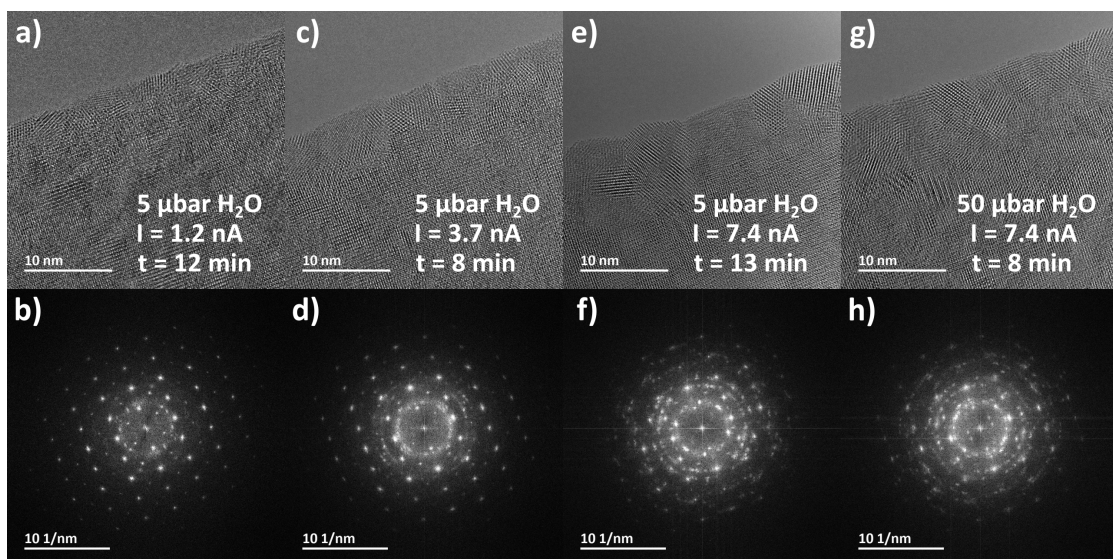 a)
5 µbar H₂O
I = 1.2 nA
t = 12 min
10 nm
c)
5 µbar H₂O
I = 3.7 nA
t = 8 min
10 nm
e)
5 µbar H₂O
I = 7.4 nA
t = 13 min
10 nm
g)
50 µbar H₂O
I = 7.4 nA
t = 8 min
10 nm
b)
10 1/nm
d)
10 1/nm
f)
10 1/nm
h)
10 1/nm